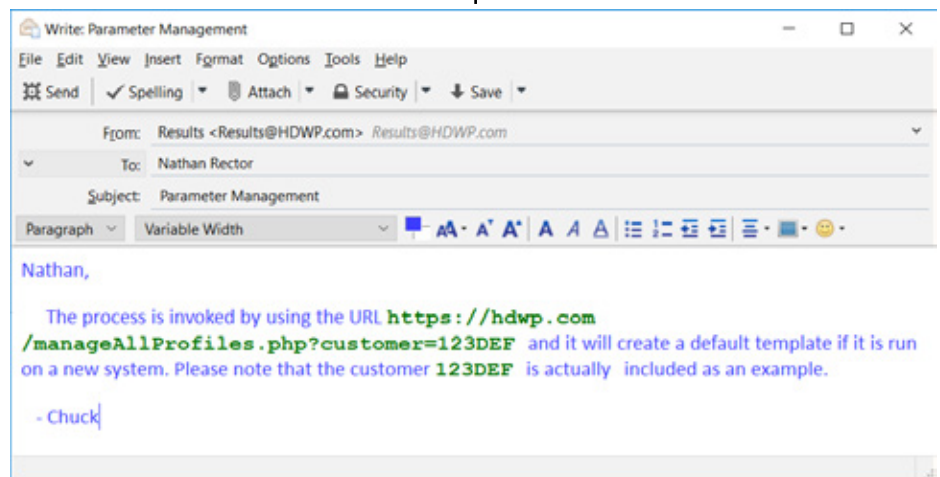 Write: Parameter Management
File Edit View Insert Format Options Tools Help
Send Spelling Attach Security Save
From: Results <Results@HDWP.com> Results@HDWP.com
To: Nathan Rector
Subject: Parameter Management
Paragraph Variable Width
Nathan,
The process is invoked by using the URL https://hdwp.com
/manageAllProfiles.php?customer=123DEF and it will create a default template if it is run
on a new system. Please note that the customer 123DEF is actually included as an example.
- Chuck